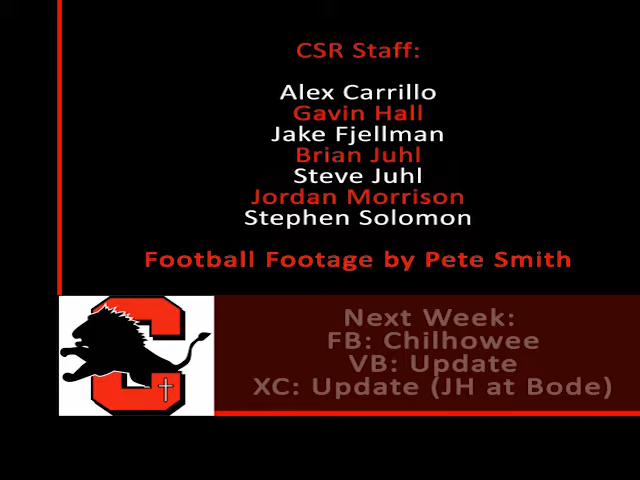 CSR Staff:
Alex Carrillo
Gavin Hall
Jake Fjellman
Brian Juhl
Steve Juhl
Jordan Morrison
Stephen Solomon
Football Footage by Pete Smith
Next Week:
FB: Chilhowee
VB: Update
XC: Update (JH at Bode)